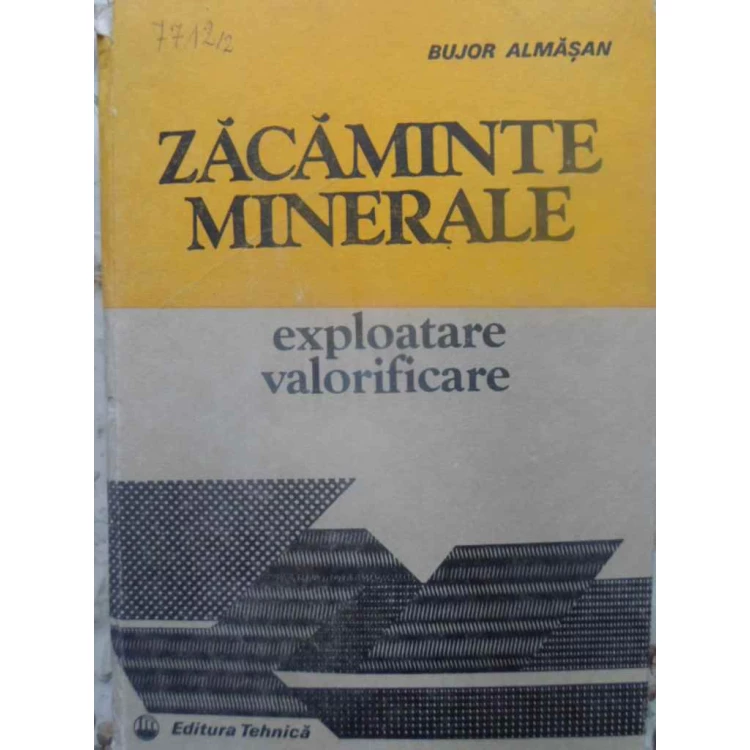 7712/2
BUJOR ALMĂȘAN
ZĂCĂMINTE
MINERALE
exploatare
valorificare
Editura Tehnică